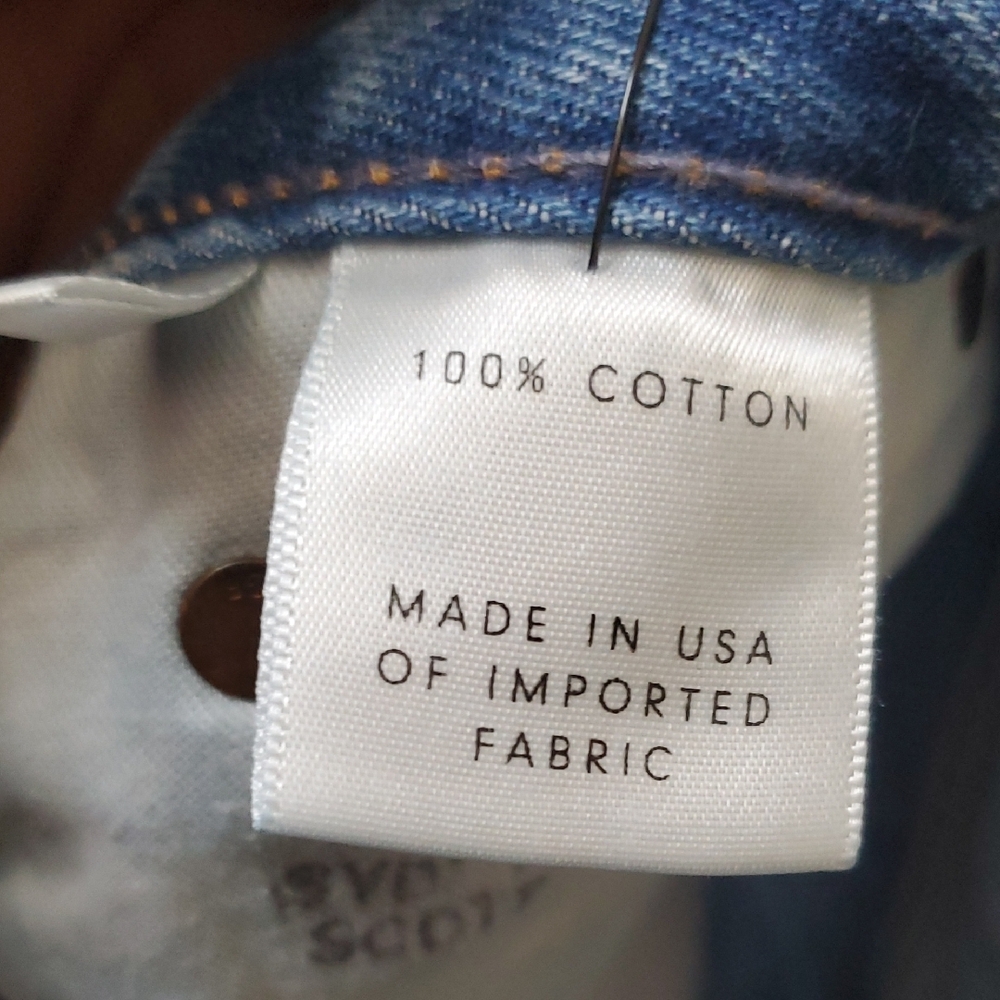 100% COTTON
MADE IN USA
OF IMPORTED
FABRIC